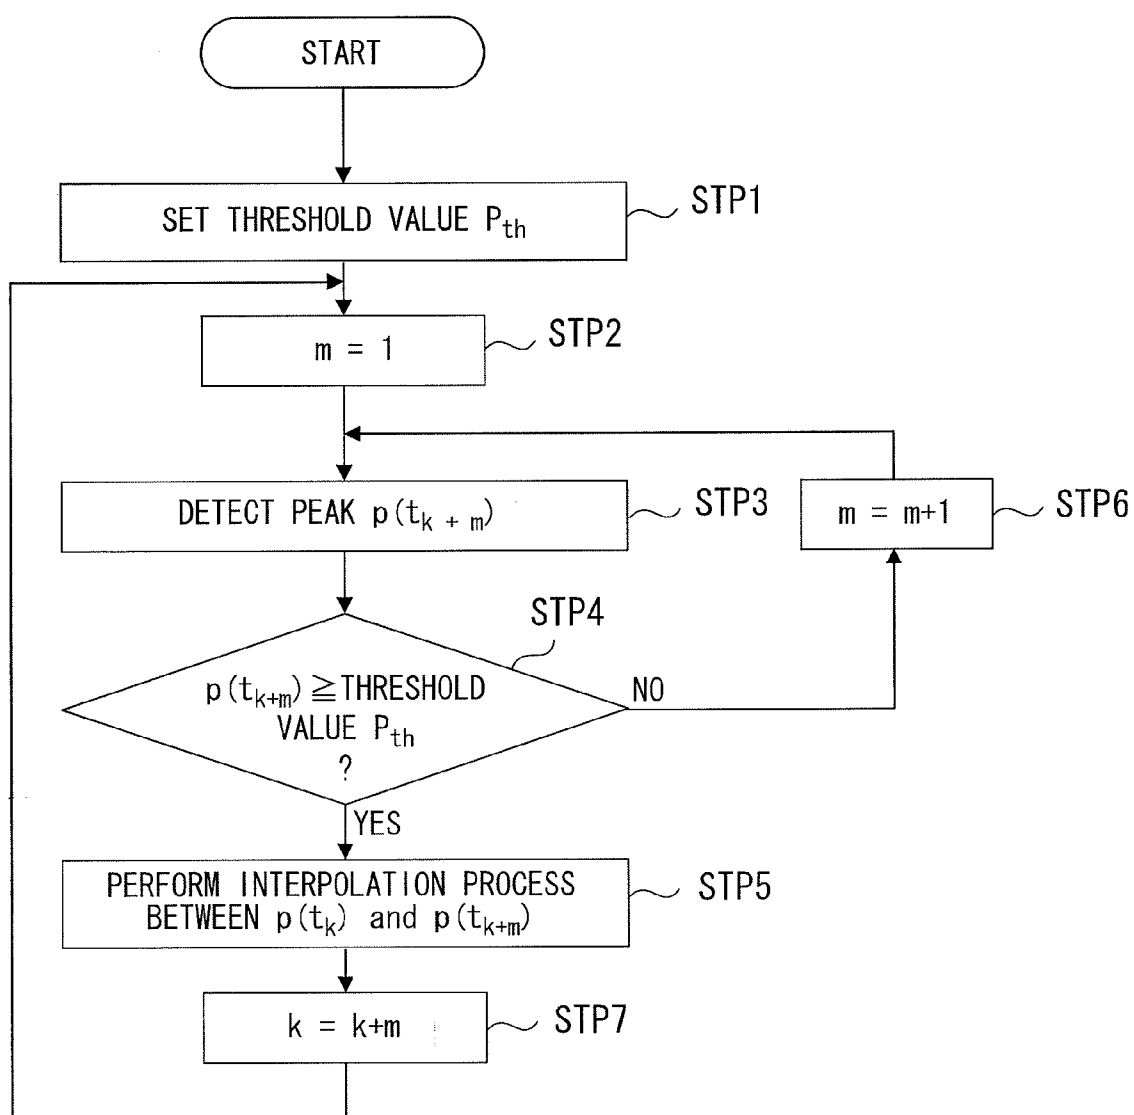 START
SET THRESHOLD VALUE Pth
STP1
m = 1
STP2
DETECT PEAK p(tk + m)
STP3
m = m+1
STP6
STP4
p(tk+m)≧THRESHOLD
VALUE Pth
?
NO
YES
PERFORM INTERPOLATION PROCESS
BETWEEN p(tk) and p(tk+m)
STP5
k = k+m
STP7